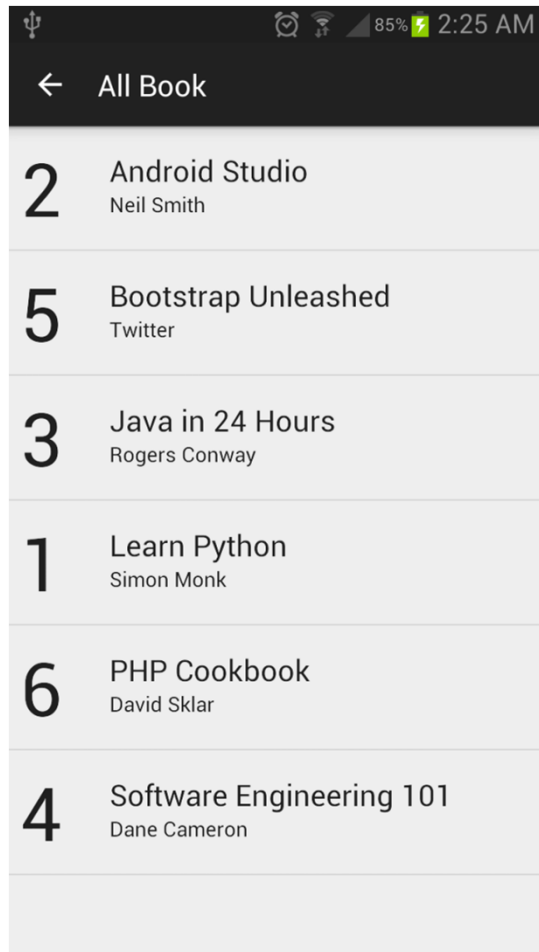 85% 2:25 AM
All Book
2
Android Studio
Neil Smith
5
Bootstrap Unleashed
Twitter
3
Java in 24 Hours
Rogers Conway
1
Learn Python
Simon Monk
6
PHP Cookbook
David Sklar
4
Software Engineering 101
Dane Cameron